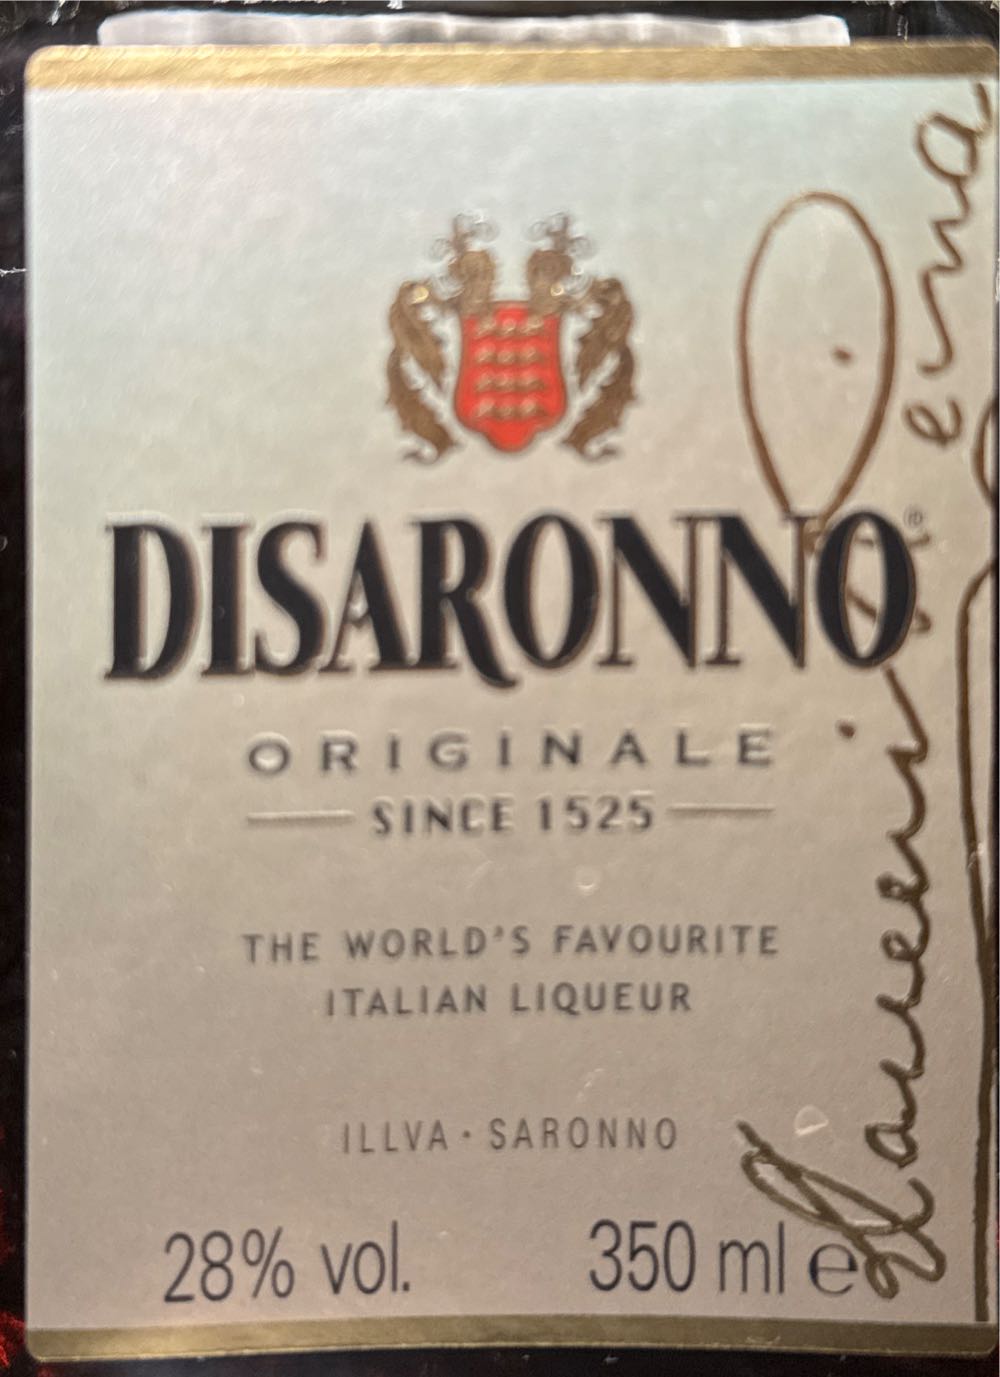 DISARONNO®
ORIGINALE
SINCE 1525
THE WORLD'S FAVOURITE
ITALIAN LIQUEUR
ILLVA · SARONNO
28% vol.
350 ml e